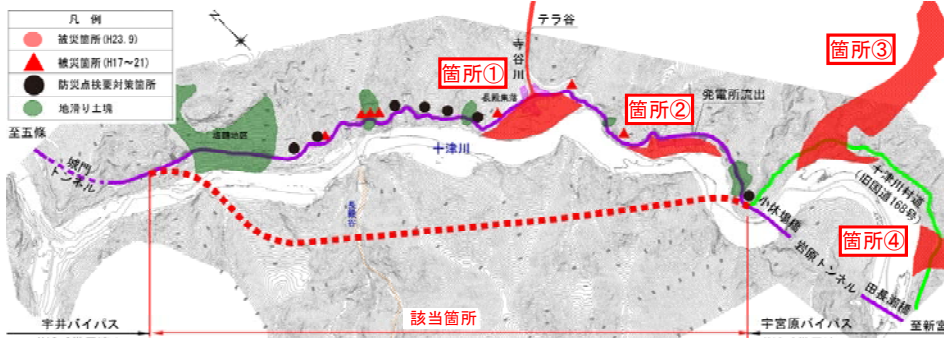 凡例
被災箇所(H23.9)
被災箇所(H17～21)
防災点検要対策箇所
地滑り土塊
N
テラ谷
寺谷川
箇所①
箇所②
箇所③
箇所④
長殿集落
発電所流出
十津川
至五條
城門
トンネル
長殿谷
小休場橋
岩原トンネル
田長瀬橋
十津川村道
(旧国道168号)
至新宮
宇井バイパス
該当箇所
宇宮原バイパス